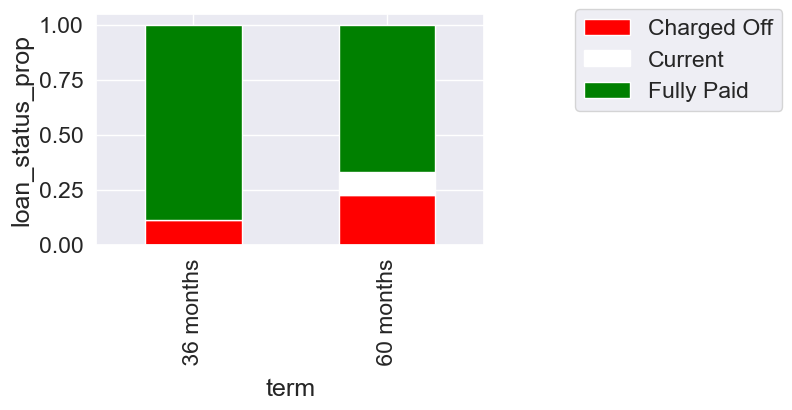 loan_status_prop
1.00
0.75
0.50
0.25
0.00
36 months
60 months
term
Charged Off
Current
Fully Paid